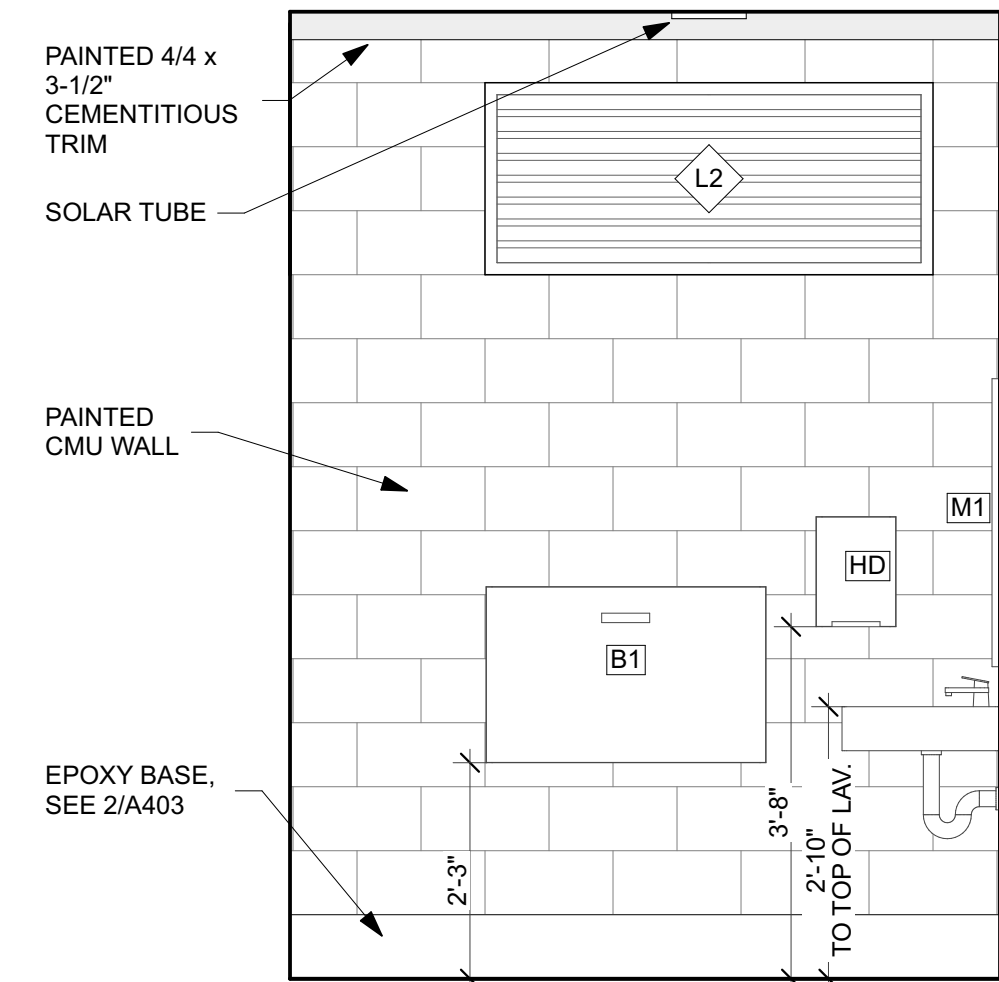 PAINTED 4/4 x
3-1/2"
CEMENTITIOUS
TRIM
SOLAR TUBE
L2
PAINTED
CMU WALL
M1
HD
B1
EPOXY BASE,
SEE 2/A403
2'-3"
3'-8"
2'-10"
TO TOP OF LAV.